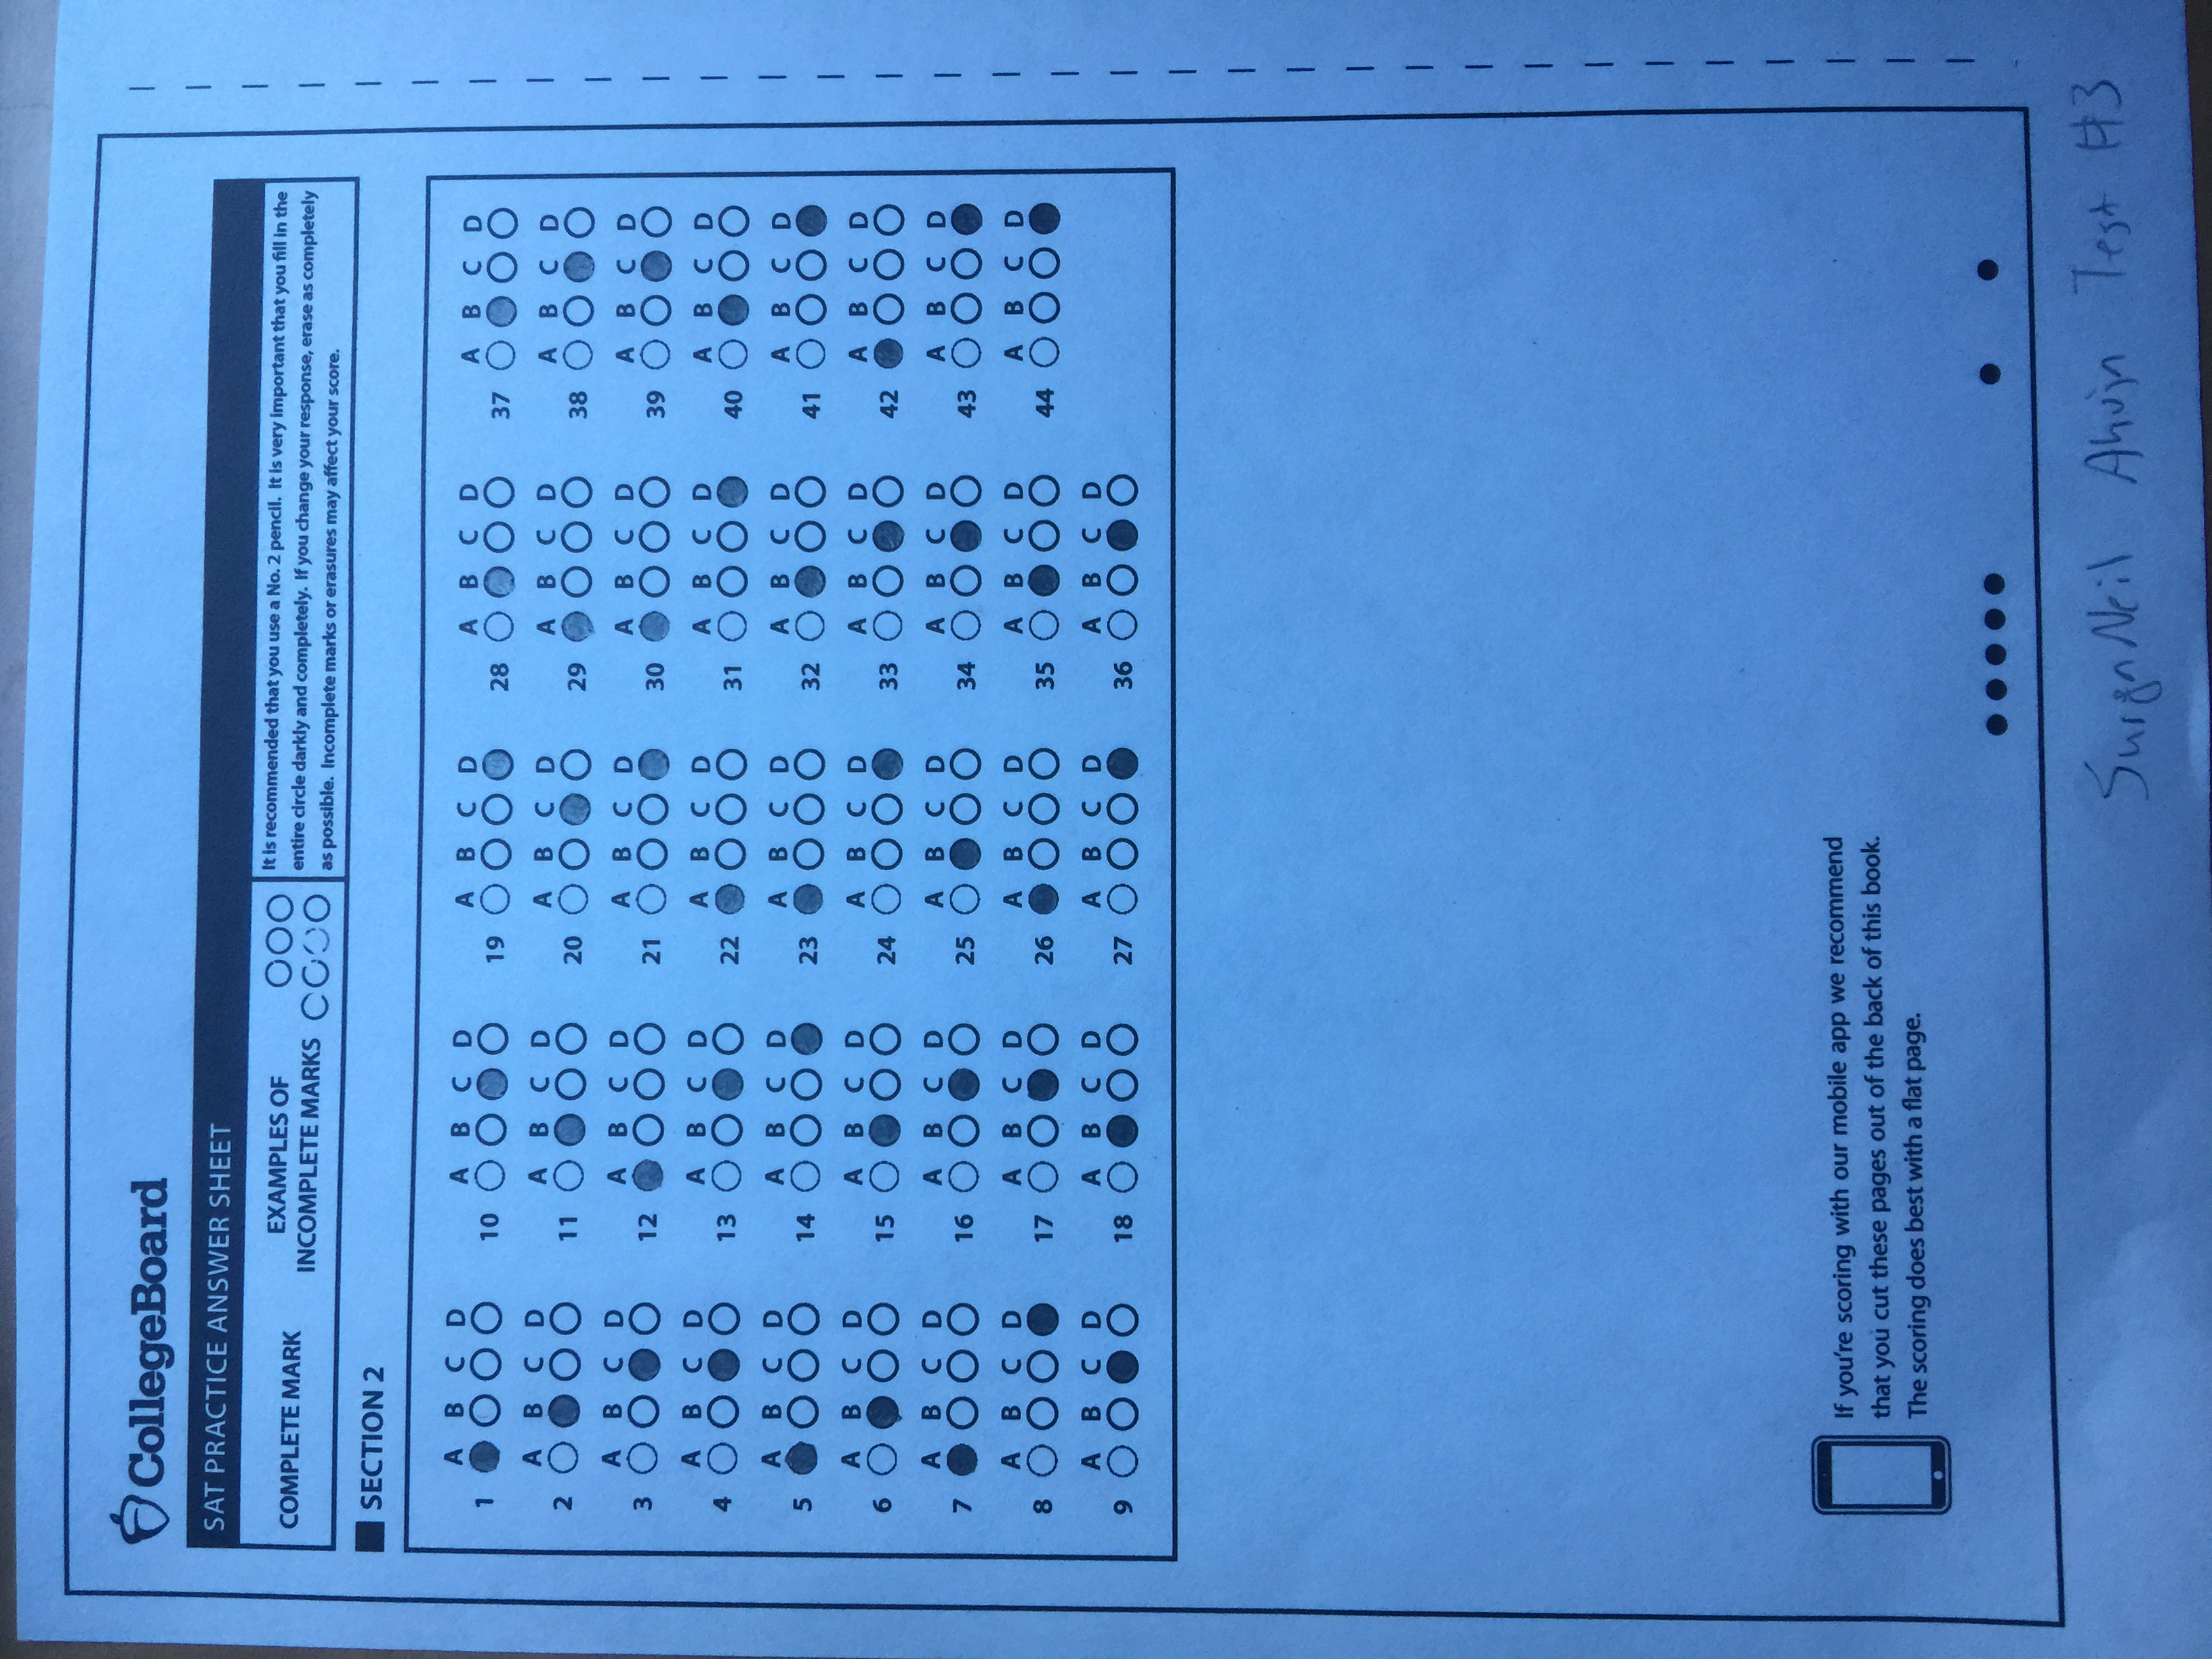 CollegeBoard
SAT PRACTICE ANSWER SHEET
COMPLETE MARK
EXAMPLES OF
INCOMPLETE MARKS
It is recommended that you use a No. 2 pencil. It is very important that you fill in the
entire circle darkly and completely. If you change your response, erase as completely
as possible. Incomplete marks or erasures may affect your score.
SECTION 2
A B C D A B C D A B C D A B C D A B C D
1 10 19 28 37
A B C D A B C D A B C D A B C D A B C D
2 11 20 29 38
A B C D A B C D A B C D A B C D A B C D
3 12 21 30 39
A B C D A B C D A B C D A B C D A B C D
4 13 22 31 40
A B C D A B C D A B C D A B C D A B C D
5 14 23 32 41
A B C D A B C D A B C D A B C D A B C D
6 15 24 33 42
A B C D A B C D A B C D A B C D A B C D
7 16 25 34 43
A B C D A B C D A B C D A B C D A B C D
8 17 26 35 44
A B C D A B C D A B C D A B C D
9 18 27 36
If you're scoring with our mobile app we recommend
that you cut these pages out of the back of this book.
The scoring does best with a flat page.
Neil Test #3